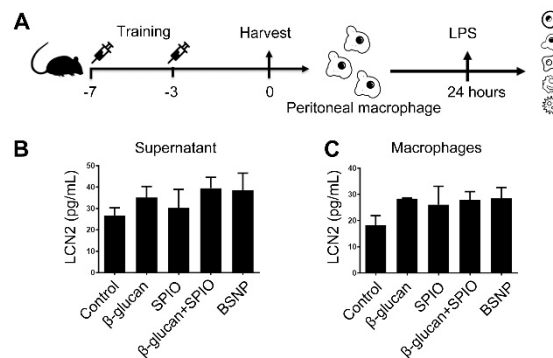 A
Training
Harvest
LPS
-7
-3
0
24 hours
Peritoneal macrophage
B
Supernatant
LCN2 (pg/mL)
50
40
30
20
10
0
Control
β-glucan
SPIO
β-glucan+SPIO
BSNP
C
Macrophages
LCN2 (pg/mL)
40
30
20
10
0
Control
β-glucan
SPIO
β-glucan+SPIO
BSNP